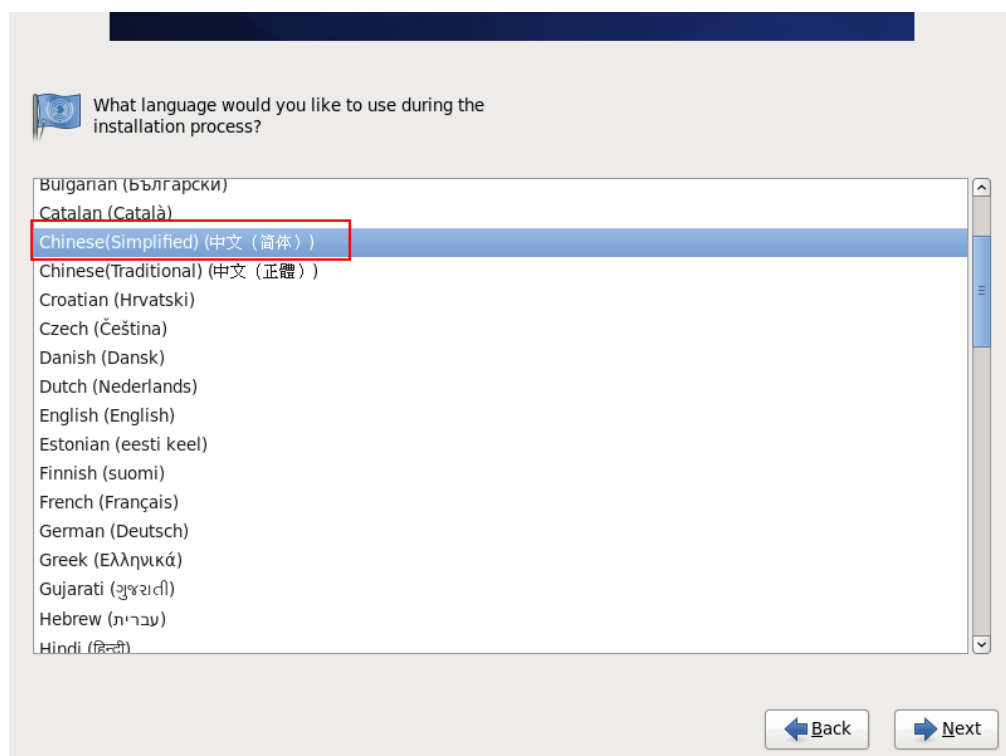 What language would you like to use during the
installation process?
Bulgarian (Български)
Catalan (Català)
Chinese(Simplified) (中文（简体）)
Chinese(Traditional) (中文（正體）)
Croatian (Hrvatski)
Czech (Čeština)
Danish (Dansk)
Dutch (Nederlands)
English (English)
Estonian (eesti keel)
Finnish (suomi)
French (Français)
German (Deutsch)
Greek (Ελληνικά)
Gujarati (ગુજરાતી)
Hebrew (עברית)
Hindi (हिन्दी)
Back
Next